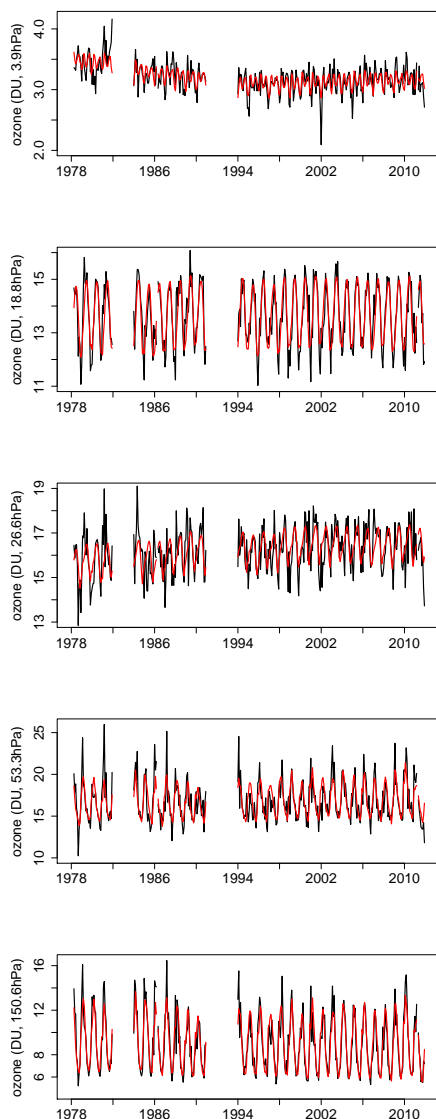 ozone (DU, 3.9hPa)
4.0
3.0
2.0
1978 1986 1994 2002 2010
ozone (DU, 18.8hPa)
15
13
11
1978 1986 1994 2002 2010
ozone (DU, 26.6hPa)
19
17
15
13
1978 1986 1994 2002 2010
ozone (DU, 53.3hPa)
25
20
15
10
1978 1986 1994 2002 2010
ozone (DU, 150.6hPa)
16
14
12
10
8
6
1978 1986 1994 2002 2010